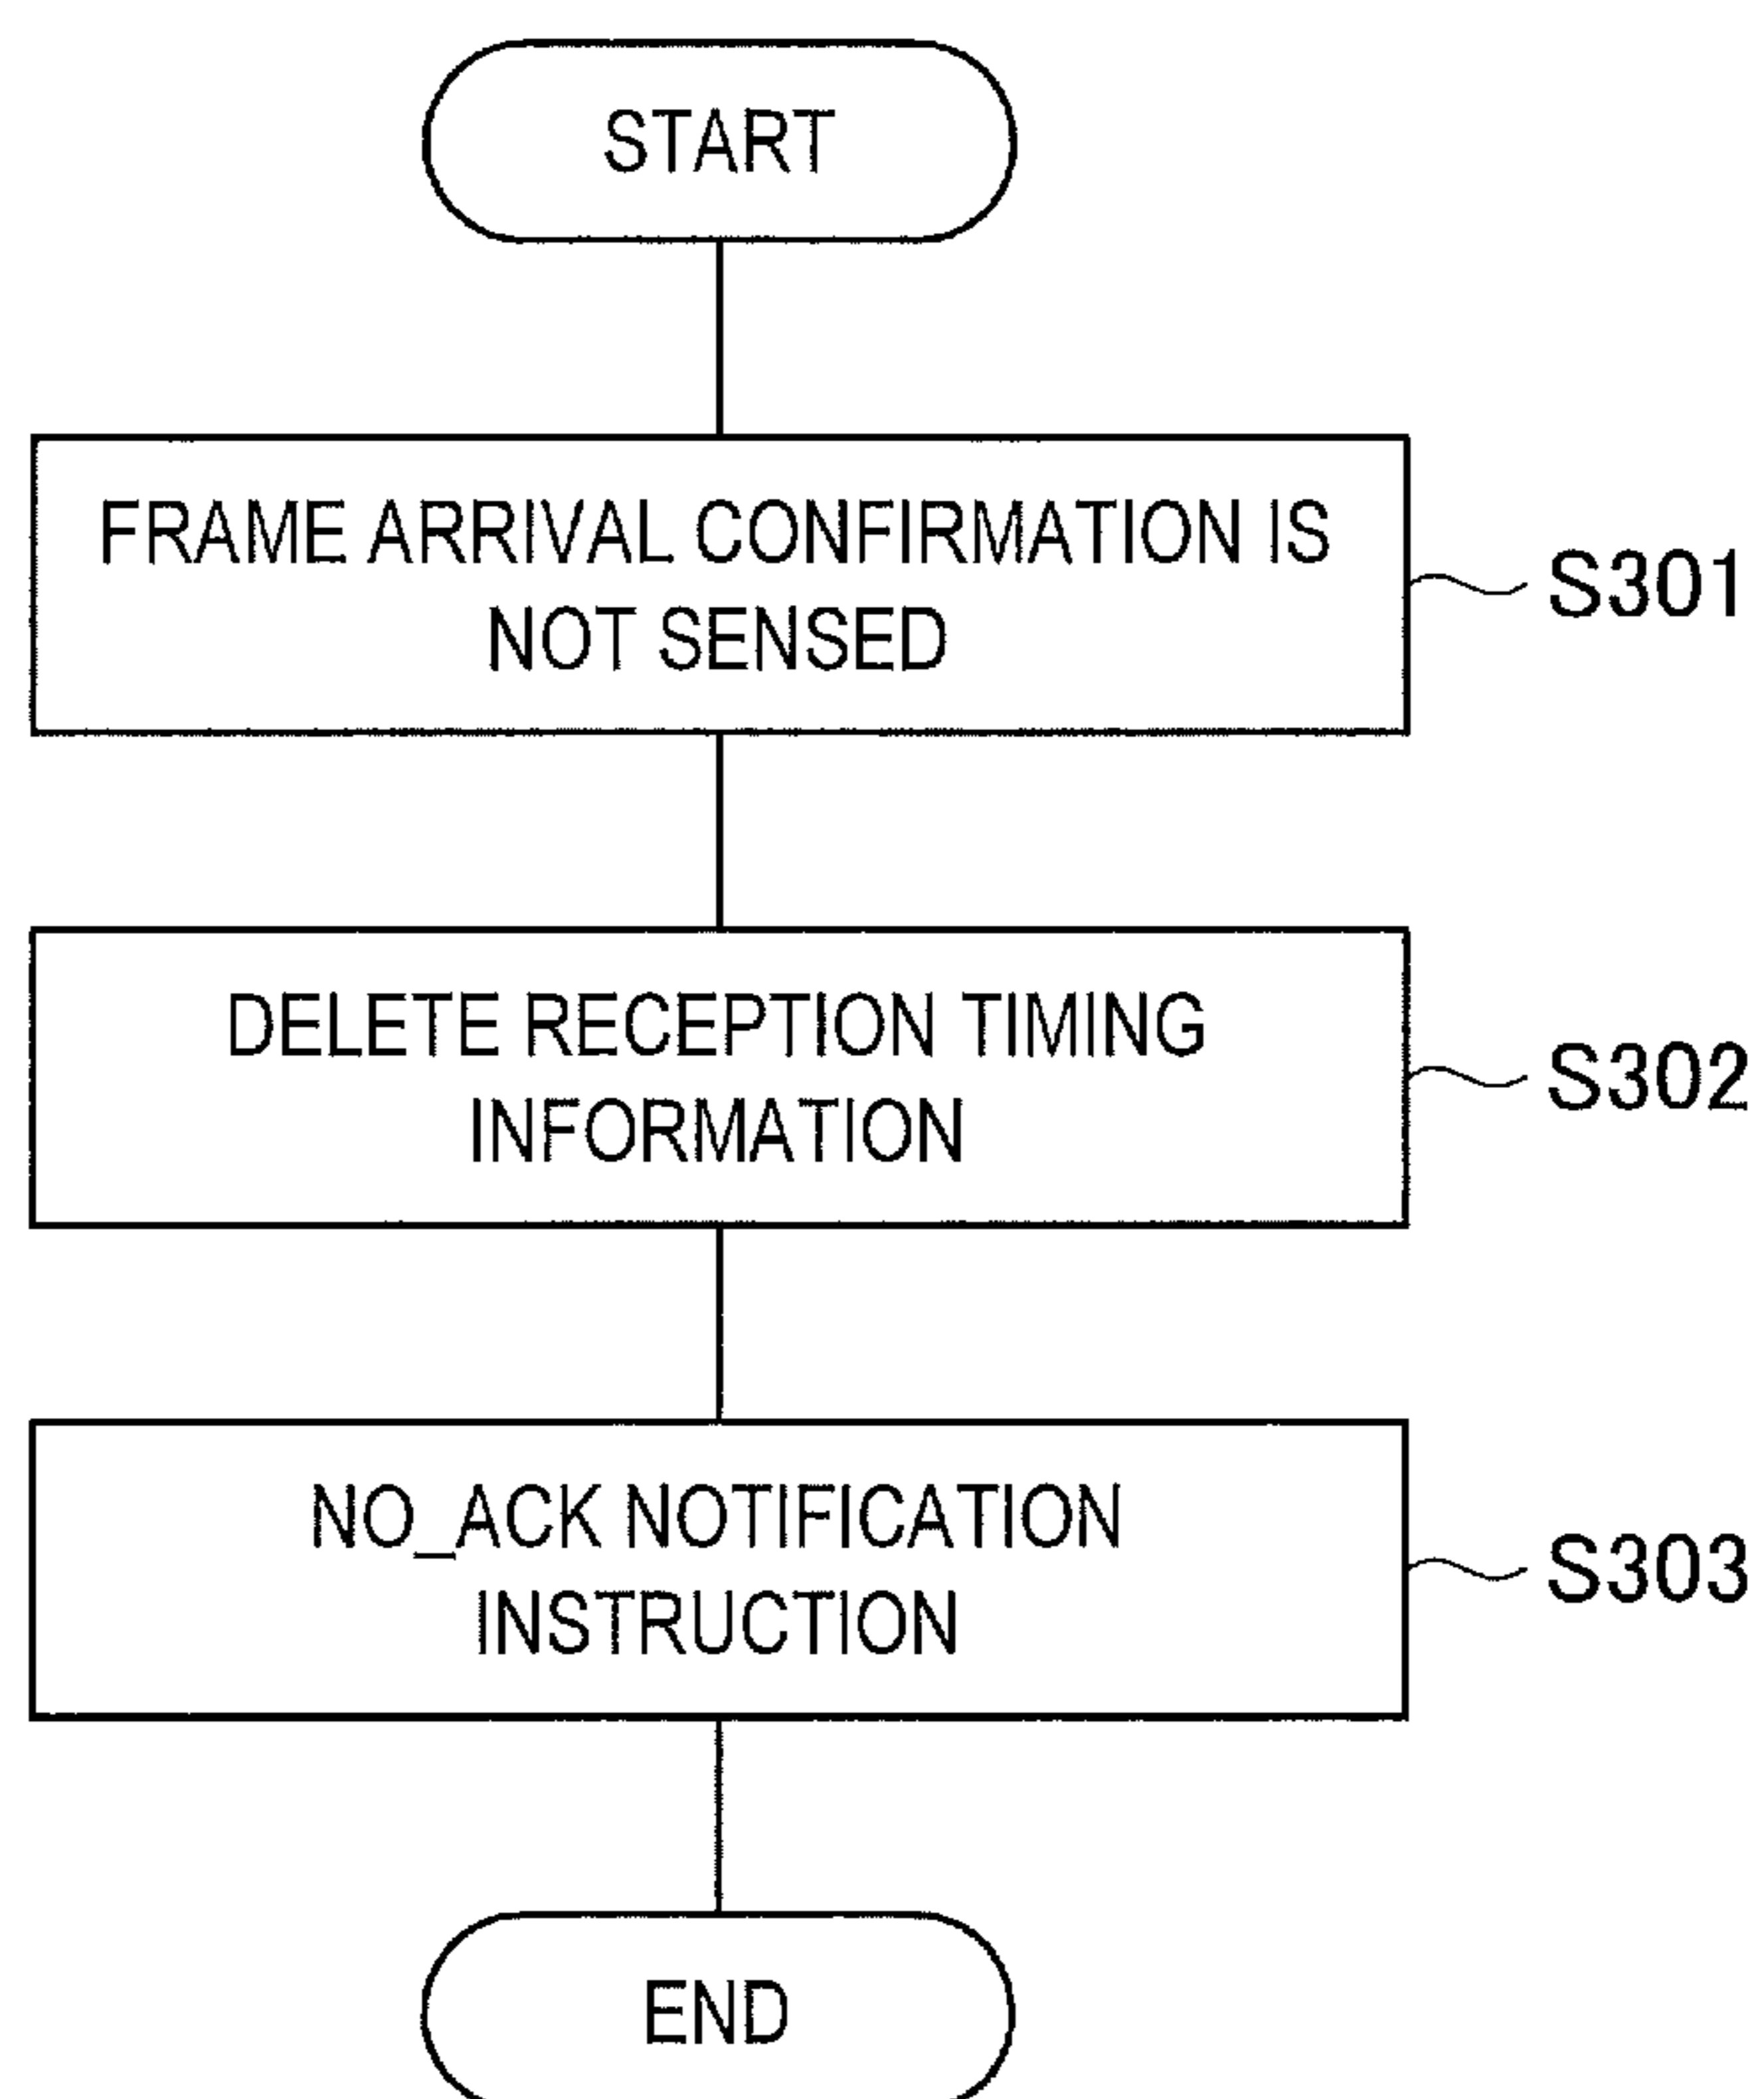 START
FRAME ARRIVAL CONFIRMATION IS
NOT SENSED
S301
DELETE RECEPTION TIMING
INFORMATION
S302
NO_ACK NOTIFICATION
INSTRUCTION
S303
END